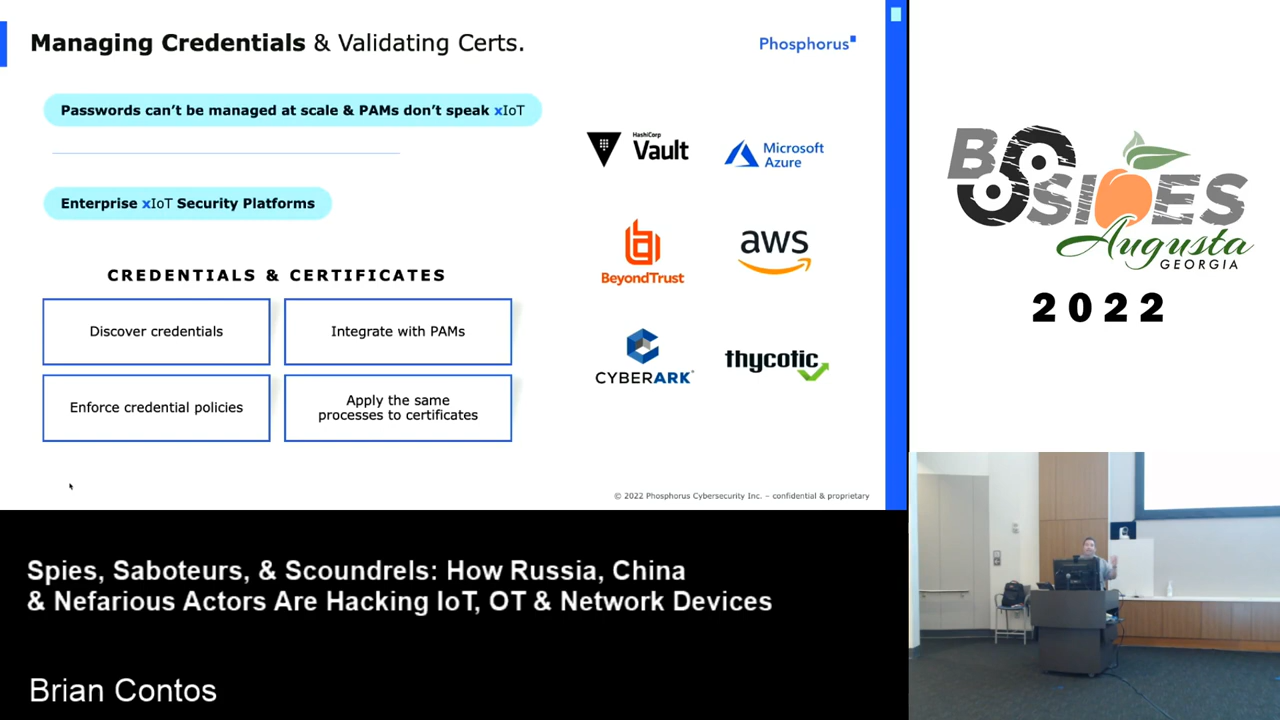 Managing Credentials & Validating Certs.
Phosphorus
Passwords can't be managed at scale & PAMs don't speak xIoT
Enterprise xIoT Security Platforms
CREDENTIALS & CERTIFICATES
Discover credentials
Integrate with PAMs
Enforce credential policies
Apply the same
processes to certificates
HashiCorp
Vault
Microsoft
Azure
BeyondTrust
aws
CYBERARK
thycotic
© 2022 Phosphorus Cybersecurity Inc. – confidential & proprietary
BSIDES
Augusta
GEORGIA
2022
Spies, Saboteurs, & Scoundrels: How Russia, China
& Nefarious Actors Are Hacking IoT, OT & Network Devices
Brian Contos